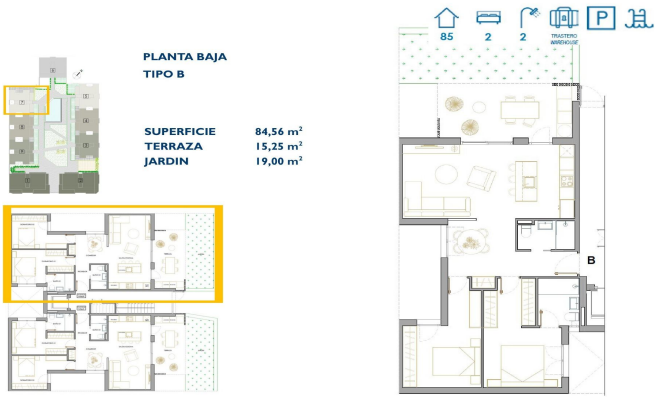 PLANTA BAJA
TIPO B
SUPERFICIE 84,56 m²
TERRAZA 15,25 m²
JARDIN 19,00 m²
85 2 2 P
TRASTERO
WAREHOUSE
B